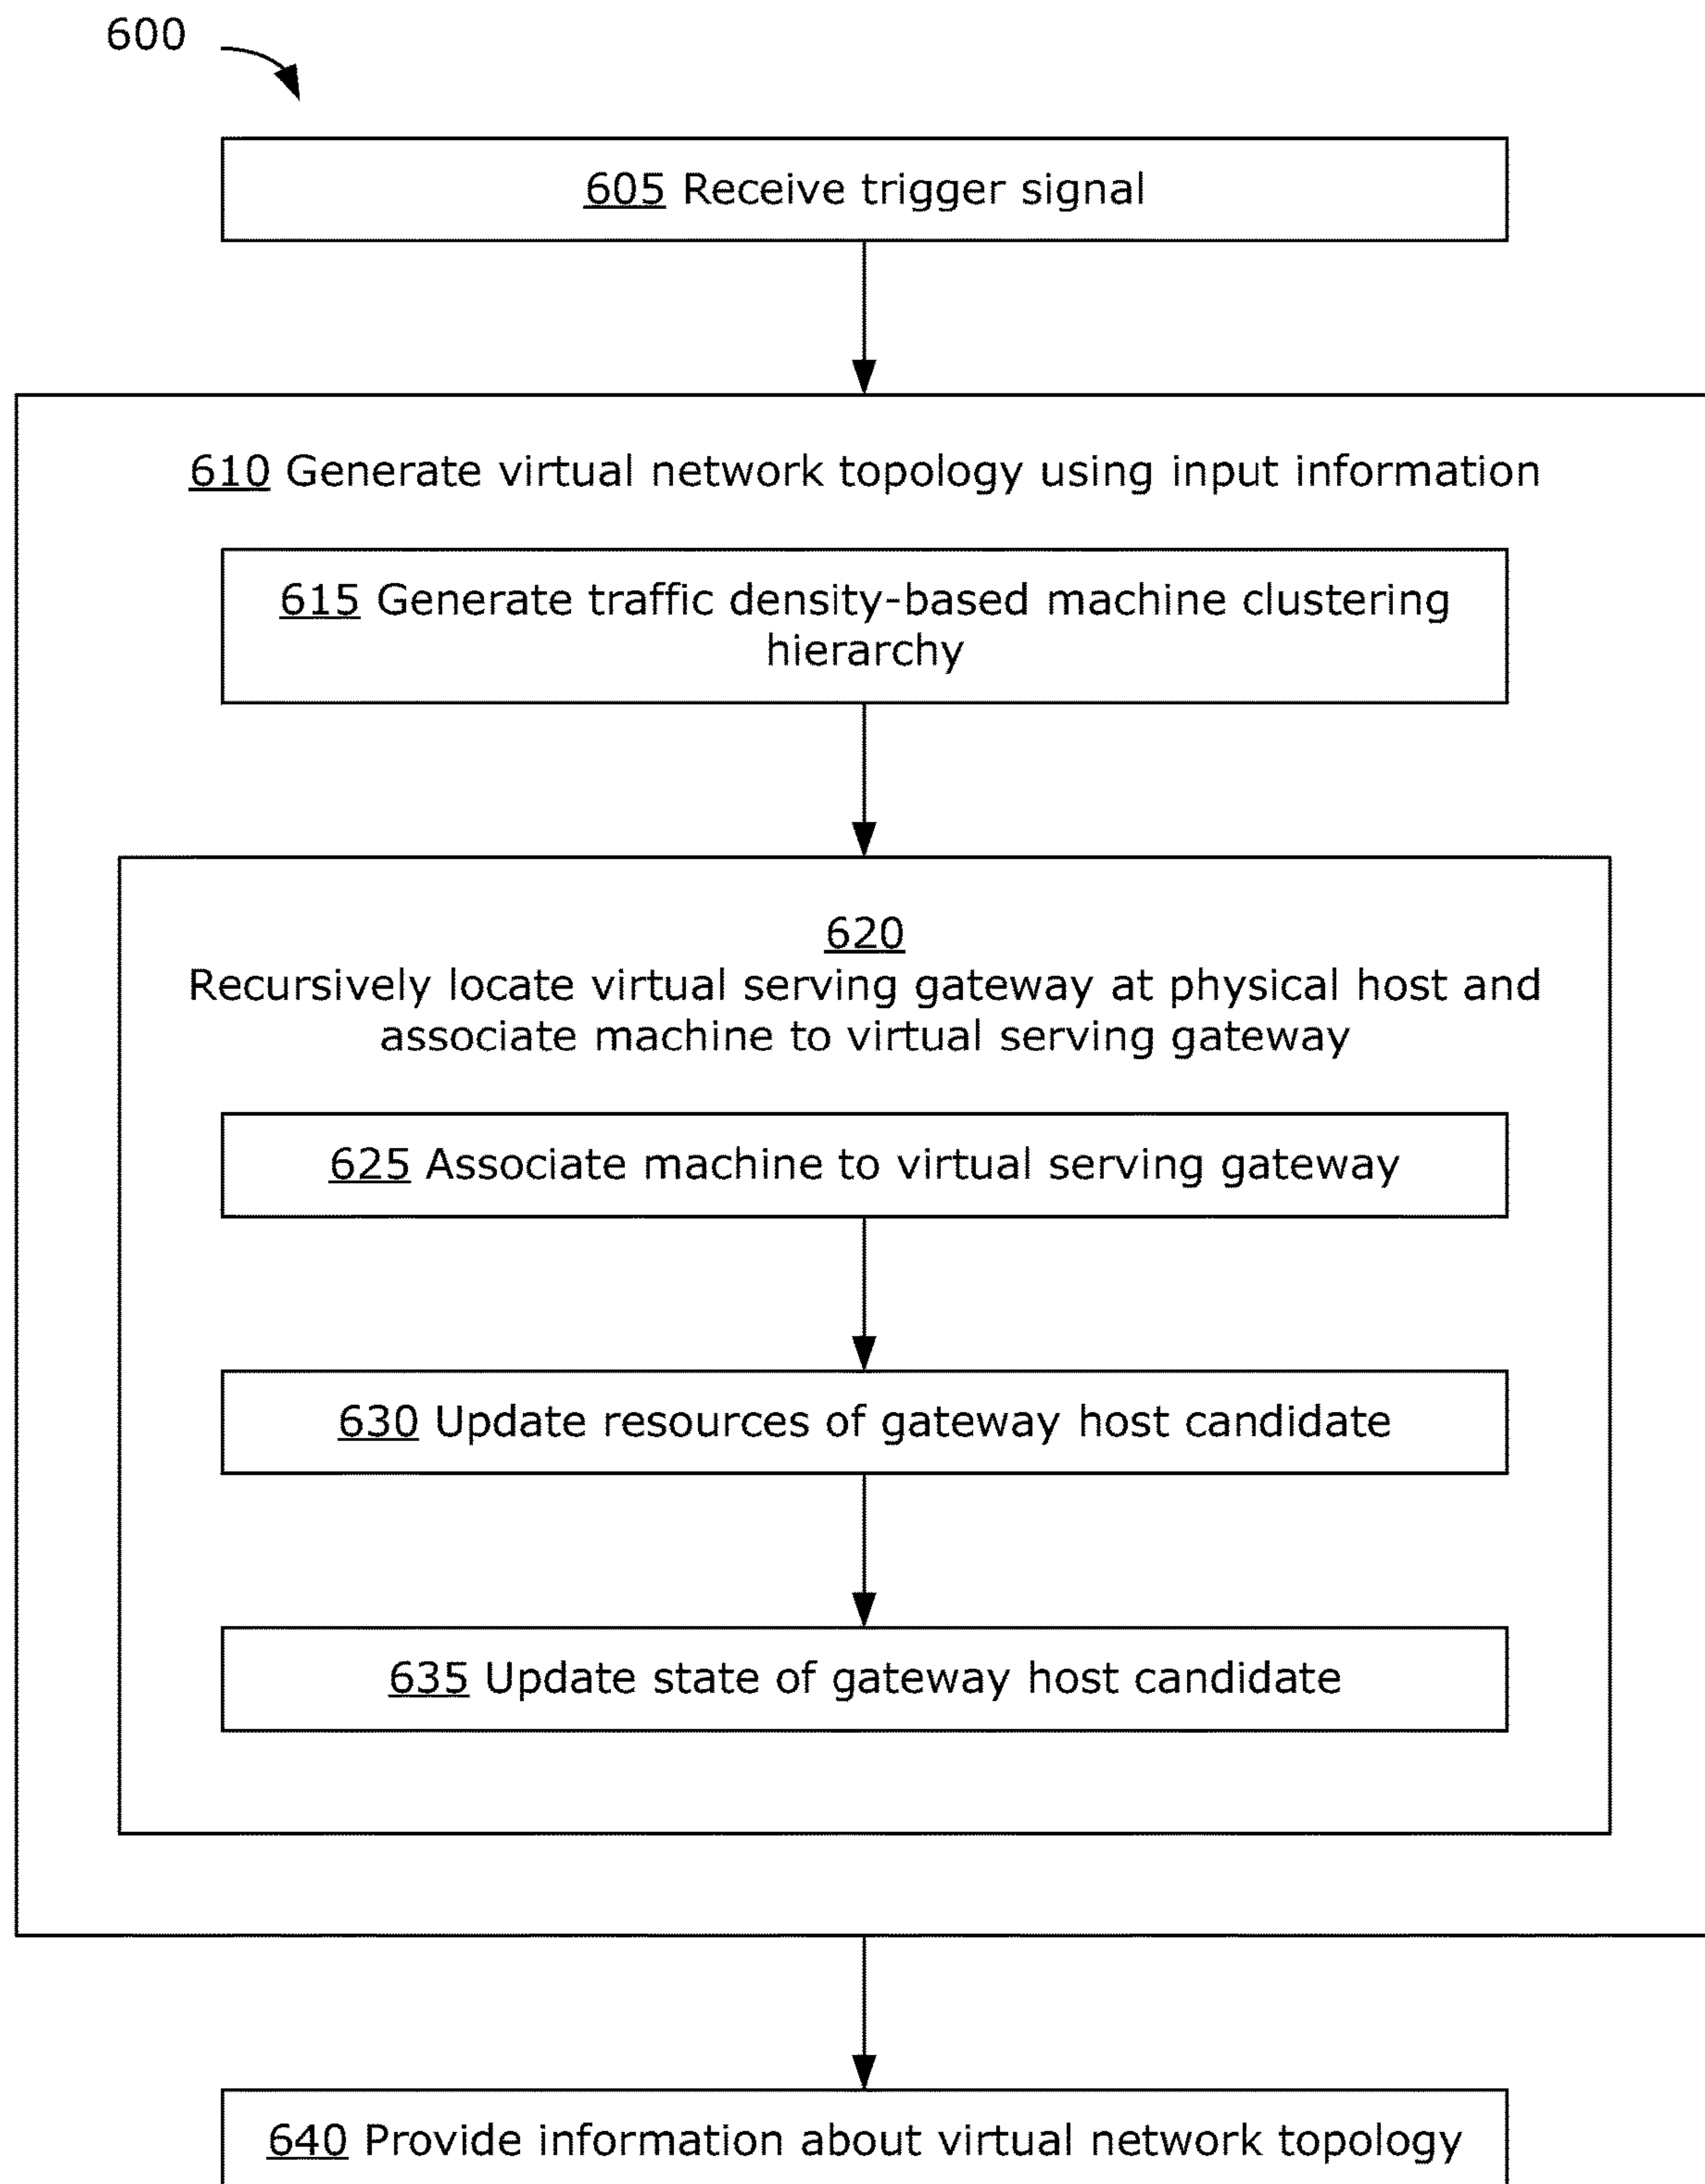 600
605 Receive trigger signal
610 Generate virtual network topology using input information
615 Generate traffic density-based machine clustering
hierarchy
620
Recursively locate virtual serving gateway at physical host and
associate machine to virtual serving gateway
625 Associate machine to virtual serving gateway
630 Update resources of gateway host candidate
635 Update state of gateway host candidate
640 Provide information about virtual network topology